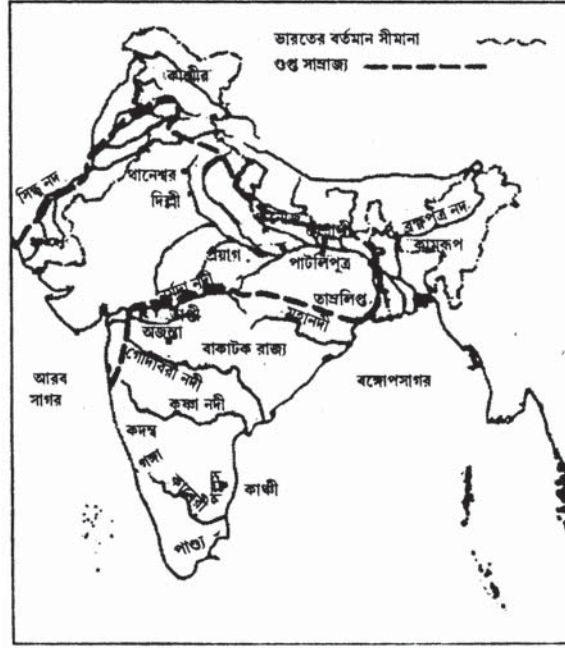 ভারতের বর্তমান সীমানা
গুপ্ত সাম্রাজ্য
কাশ্মীর
সিন্ধু নদ
থানেশ্বর
দিল্লী
ব্রহ্মপুত্র নদ
কামরূপ
প্রয়াগ
পাটলিপুত্র
নদী
তাম্রলিপ্ত
মহানদী
অজন্তা
বাকাটক রাজ্য
গোদাবরী নদী
আরব
সাগর
বঙ্গোপসাগর
কৃষ্ণা নদী
কদম্ব
গঙ্গা
কাবেরী
কাঞ্চী
পাণ্ড্য